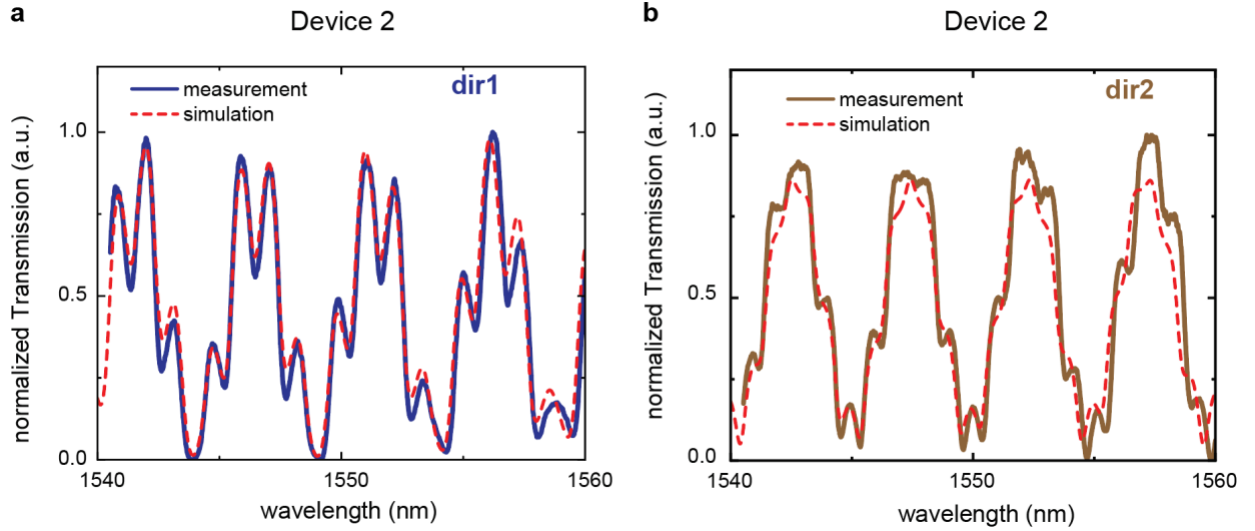 a
Device 2
dir1
measurement
simulation
normalized Transmission (a.u.)
1.0
0.5
0.0
1540
1550
1560
wavelength (nm)
b
Device 2
dir2
measurement
simulation
normalized Transmission (a.u.)
1.0
0.5
0.0
1540
1550
1560
wavelength (nm)